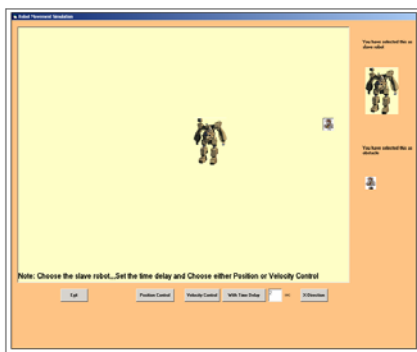 Robot Movement Simulation
You have selected this as
slave robot
You have selected this as
obstacle
Note: Choose the slave robot,,,Set the time delay and Choose either Position or Velocity Control
Exit
Position Control
Velocity Control
With Time Delay
sec
X-Direction